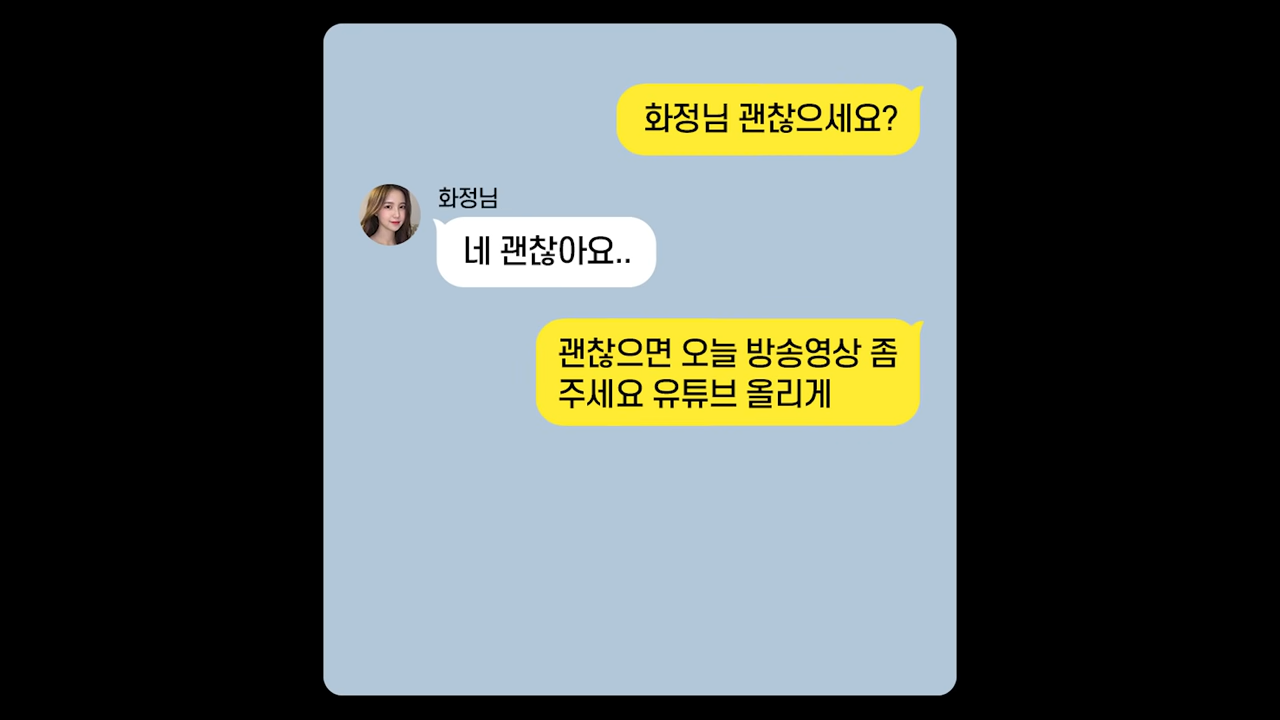 화정님 괜찮으세요?
화정님
네 괜찮아요..
괜찮으면 오늘 방송영상 좀
주세요 유튜브 올리게